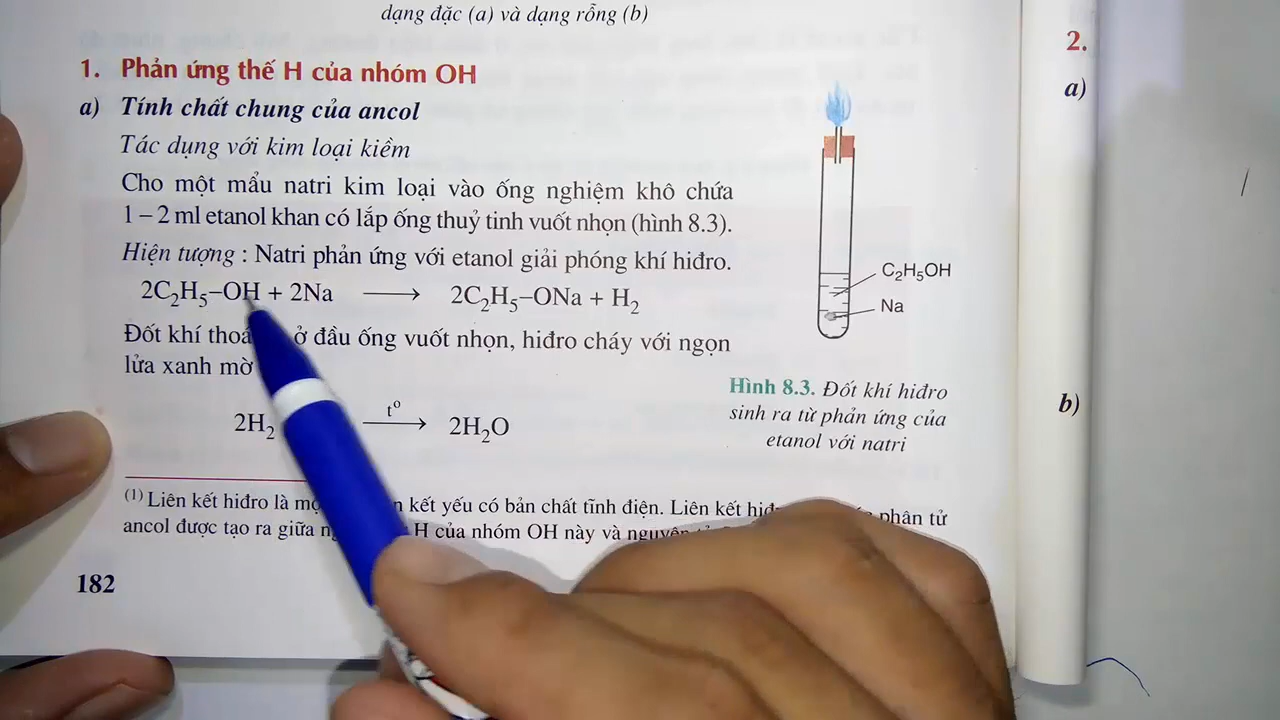 dạng đặc (a) và dạng rỗng (b)
1. Phản ứng thế H của nhóm OH
a) Tính chất chung của ancol
Tác dụng với kim loại kiềm
Cho một mẩu natri kim loại vào ống nghiệm khô chứa
1 – 2 ml etanol khan có lắp ống thuỷ tinh vuốt nhọn (hình 8.3).
Hiện tượng : Natri phản ứng với etanol giải phóng khí hiđro.
2C₂H₅–OH + 2Na ⟶ 2C₂H₅–ONa + H₂
Đốt khí ở đầu ống vuốt nhọn, hiđro cháy với ngọn
lửa xanh mờ
2H₂ t° ⟶ 2H₂O
C₂H₅OH
Na
Hình 8.3. Đốt khí hiđro
sinh ra từ phản ứng của
etanol với natri
(1) Liên kết hiđro là kết yếu có bản chất tĩnh điện. Liên kết phân tử
ancol được tạo ra giữa H của nhóm OH này và
182
2.
a)
b)